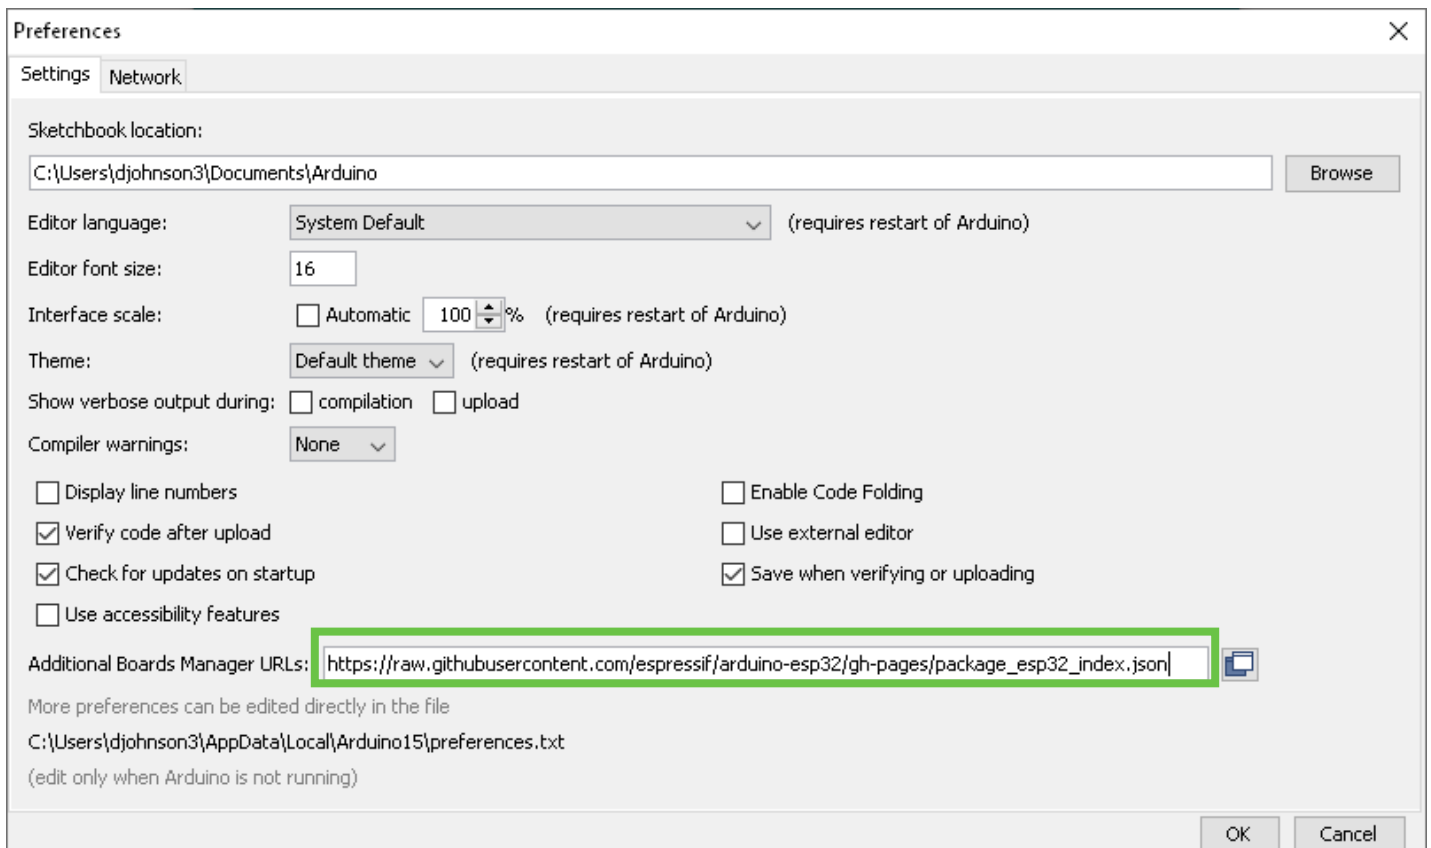 Preferences
Settings Network
Sketchbook location:
C:\Users\djohnson3\Documents\Arduino Browse
Editor language: System Default (requires restart of Arduino)
Editor font size: 16
Interface scale: Automatic 100 % (requires restart of Arduino)
Theme: Default theme (requires restart of Arduino)
Show verbose output during: compilation upload
Compiler warnings: None
Display line numbers Enable Code Folding
Verify code after upload Use external editor
Check for updates on startup Save when verifying or uploading
Use accessibility features
Additional Boards Manager URLs: https://raw.githubusercontent.com/espressif/arduino-esp32/gh-pages/package_esp32_index.json
More preferences can be edited directly in the file
C:\Users\djohnson3\AppData\Local\Arduino15\preferences.txt
(edit only when Arduino is not running)
OK Cancel